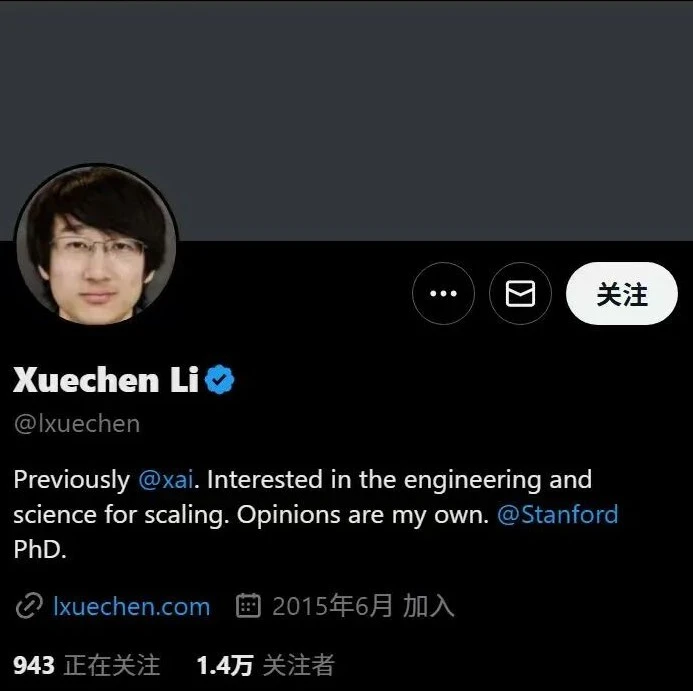 关注
Xuechen Li
@lxuechen
Previously @xai. Interested in the engineering and
science for scaling. Opinions are my own. @Stanford
PhD.
lxuechen.com 2015年6月 加入
943 正在关注 1.4万 关注者